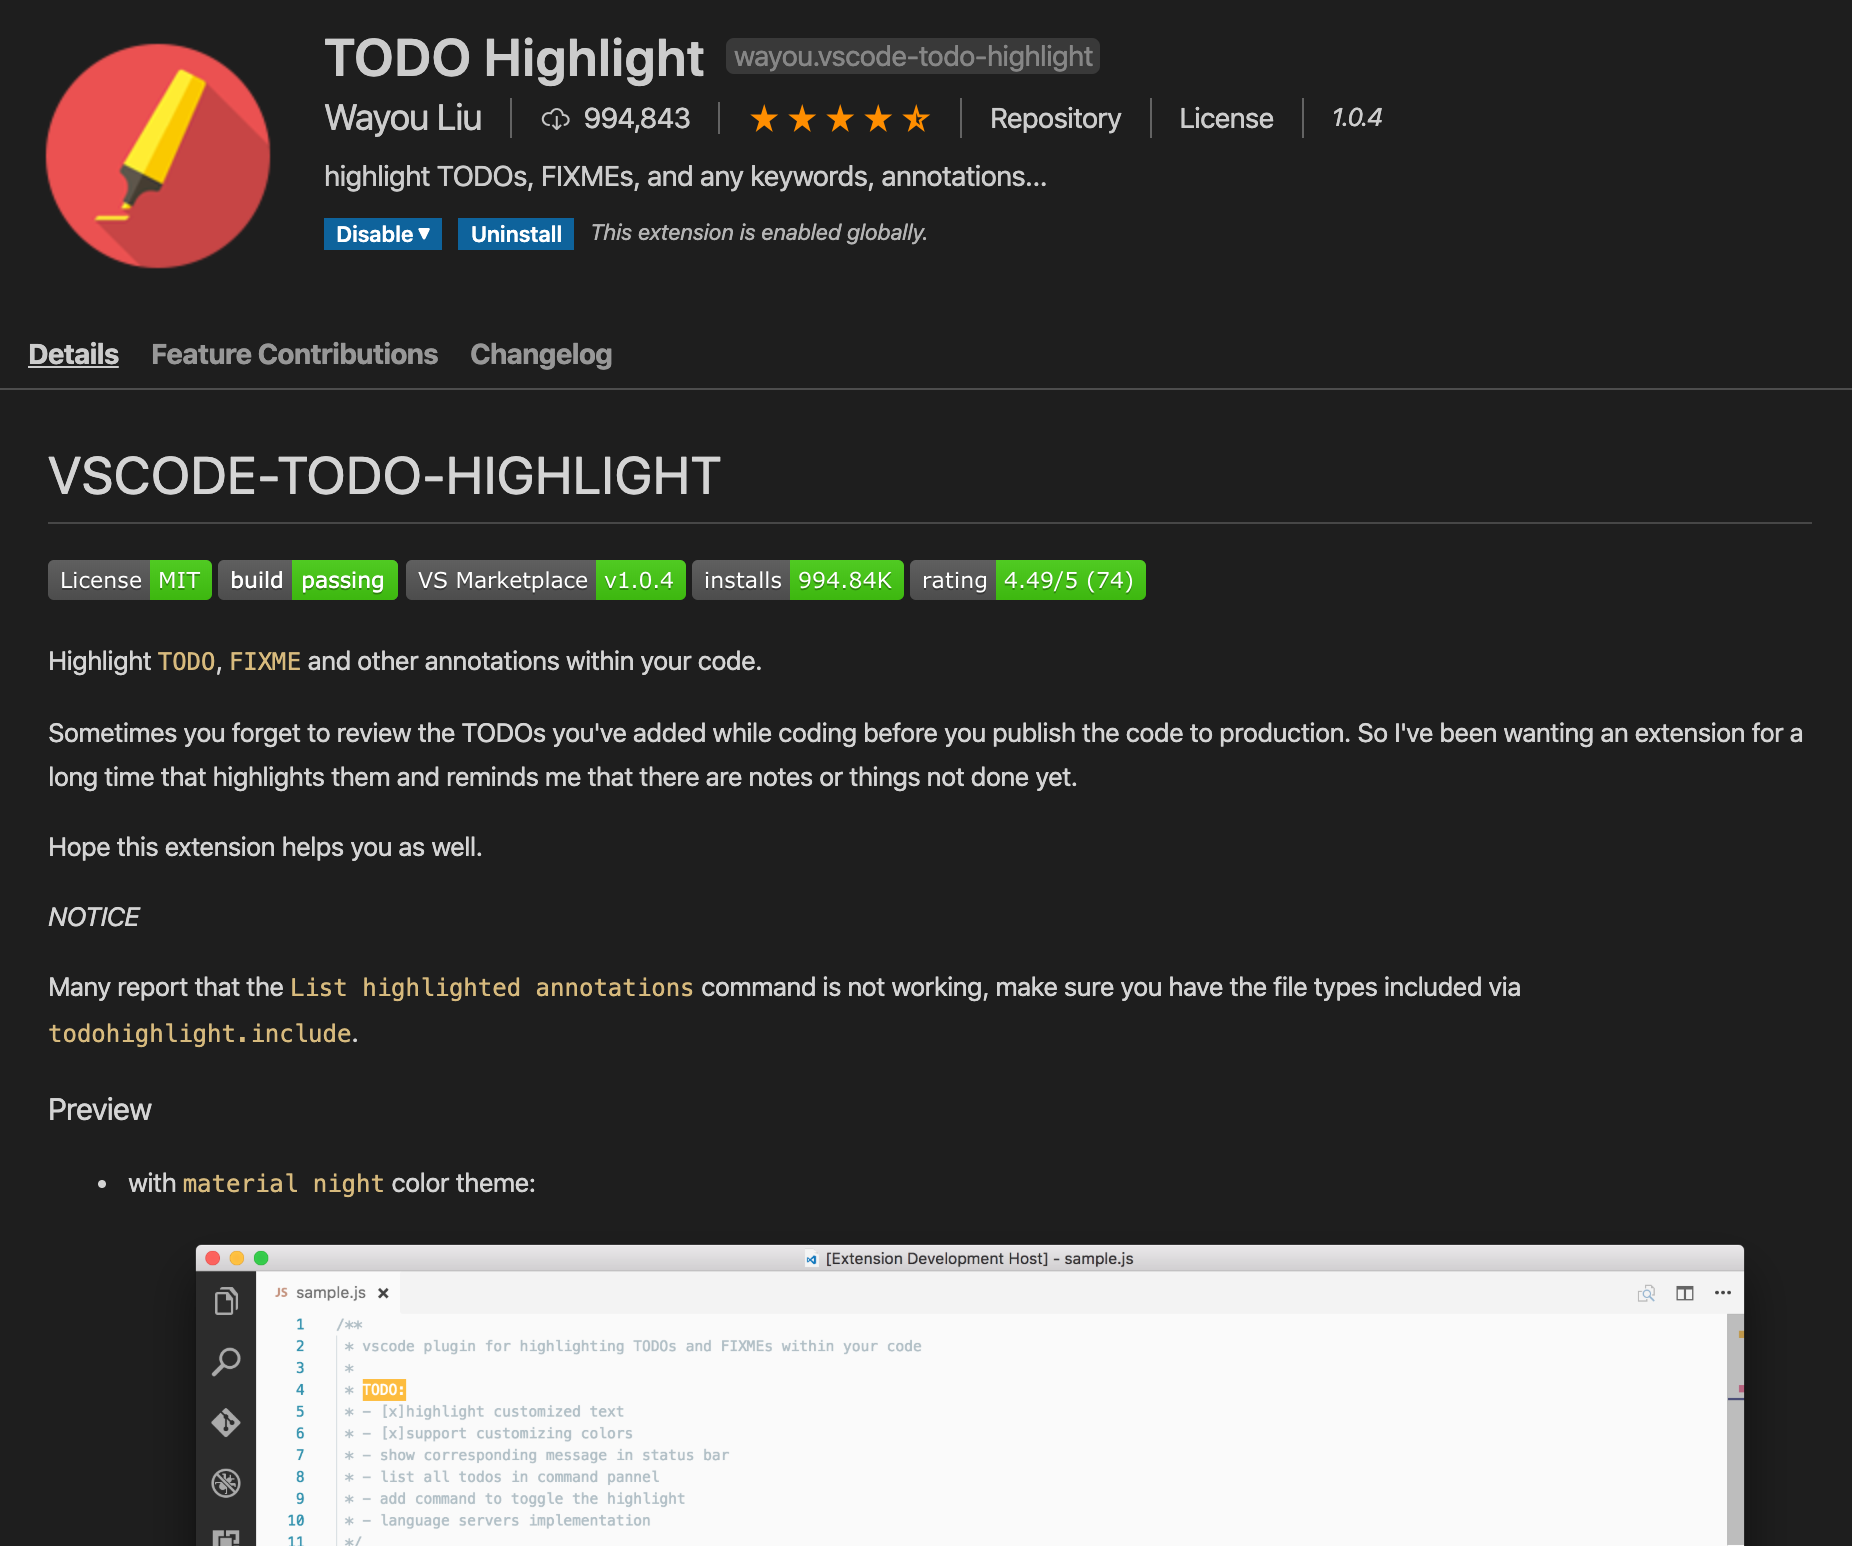 TODO Highlight wayou.vscode-todo-highlight
Wayou Liu 994,843 Repository License 1.0.4
highlight TODOs, FIXMEs, and any keywords, annotations...
Disable▼ Uninstall This extension is enabled globally.
Details Feature Contributions Changelog
VSCODE-TODO-HIGHLIGHT
License MIT build passing VS Marketplace v1.0.4 installs 994.84K rating 4.49/5 (74)
Highlight TODO, FIXME and other annotations within your code.
Sometimes you forget to review the TODOs you've added while coding before you publish the code to production. So I've been wanting an extension for a
long time that highlights them and reminds me that there are notes or things not done yet.
Hope this extension helps you as well.
NOTICE
Many report that the List highlighted annotations command is not working, make sure you have the file types included via
todohighlight.include.
Preview
• with material night color theme:
[Extension Development Host] - sample.js
JS sample.js ×
1 /**
2 * vscode plugin for highlighting TODOs and FIXMEs within your code
3 *
4 * TODO:
5 * - [x]highlight customized text
6 * - [x]support customizing colors
7 * - show corresponding message in status bar
8 * - list all todos in command pannel
9 * - add command to toggle the highlight
10 * - language servers implementation
11 */